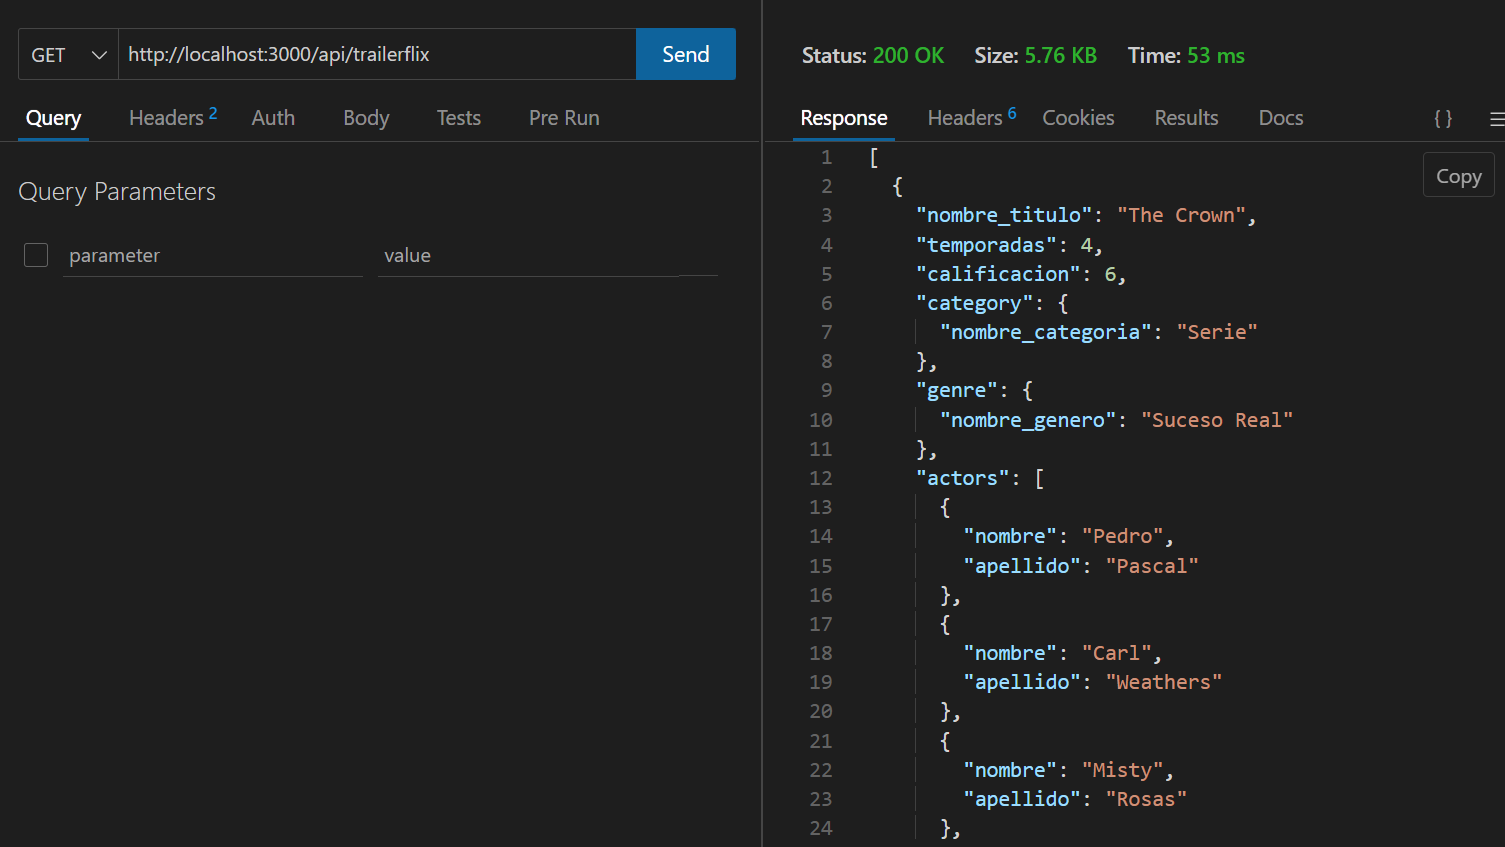 GET http://localhost:3000/api/trailerflix Send
Query Headers 2 Auth Body Tests Pre Run
Query Parameters
parameter value
Status: 200 OK Size: 5.76 KB Time: 53 ms
Response Headers 6 Cookies Results Docs { }
Copy
1 [
2 {
3 "nombre_titulo": "The Crown",
4 "temporadas": 4,
5 "calificacion": 6,
6 "category": {
7 "nombre_categoria": "Serie"
8 },
9 "genre": {
10 "nombre_genero": "Suceso Real"
11 },
12 "actors": [
13 {
14 "nombre": "Pedro",
15 "apellido": "Pascal"
16 },
17 {
18 "nombre": "Carl",
19 "apellido": "Weathers"
20 },
21 {
22 "nombre": "Misty",
23 "apellido": "Rosas"
24 },